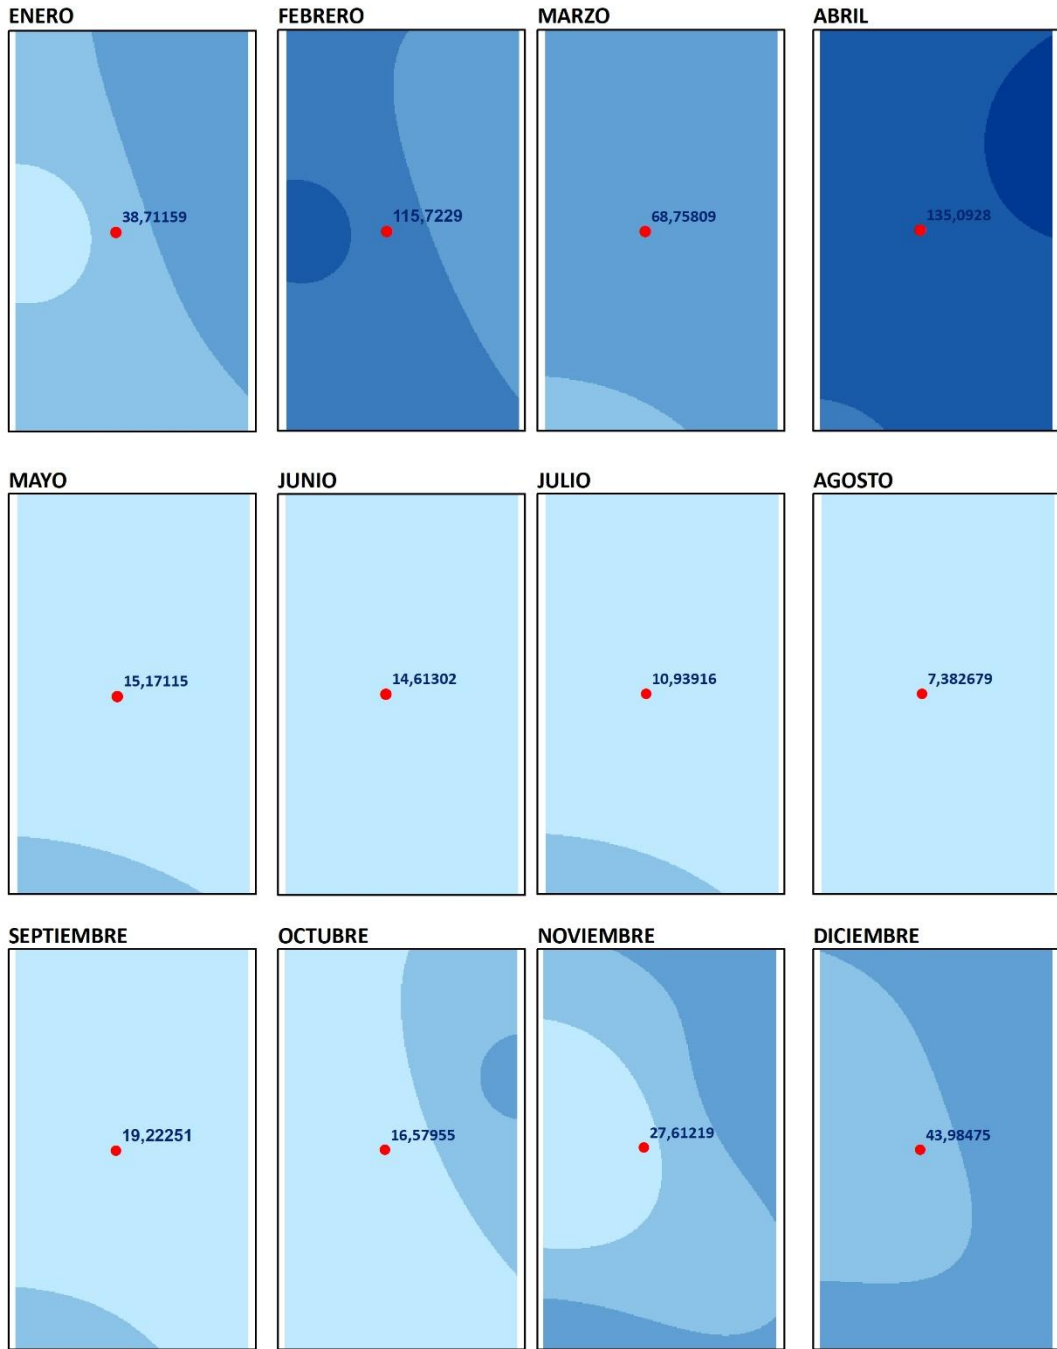 ENERO
FEBRERO
MARZO
ABRIL
38,71159
115,7229
68,75809
135,0928
MAYO
JUNIO
JULIO
AGOSTO
15,17115
14,61302
10,93916
7,382679
SEPTIEMBRE
OCTUBRE
NOVIEMBRE
DICIEMBRE
19,22251
16,57955
27,61219
43,98475